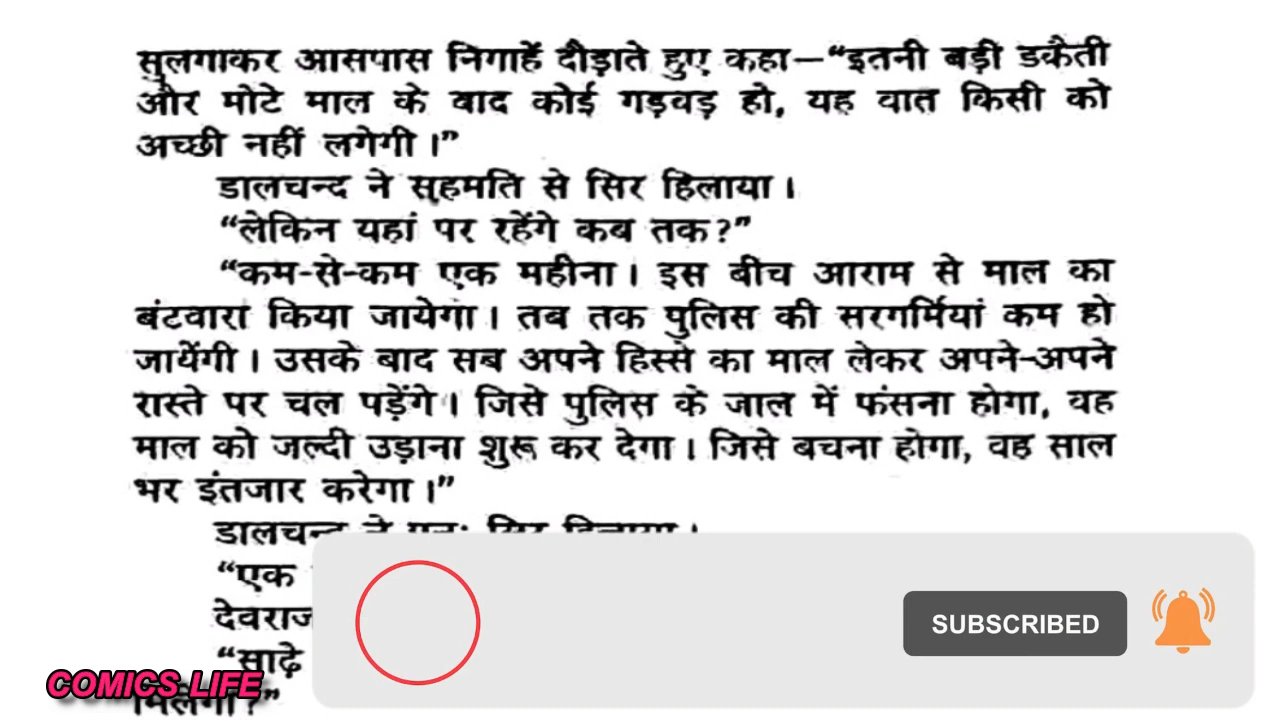 सुलगाकर आसपास निगाहें दौड़ाते हुए कहा—“इतनी बड़ी डकैती
और मोटे माल के वाद कोई गड़वड़ हो, यह वात किसी को
अच्छी नहीं लगेगी।”
डालचन्द ने सहमति से सिर हिलाया।
“लेकिन यहां पर रहेंगे कब तक?”
“कम-से-कम एक महीना। इस बीच आराम से माल का
बंटवारा किया जायेगा। तब तक पुलिस की सरगर्मियां कम हो
जायेंगी। उसके बाद सब अपने हिस्से का माल लेकर अपने-अपने
रास्ते पर चल पड़ेंगे। जिसे पुलिस के जाल में फंसना होगा, वह
माल को जल्दी उड़ाना शुरू कर देगा। जिसे बचना होगा, वह साल
भर इंतजार करेगा।”
डालचन्द ने पुनः सिर हिलाया।
“एक
देवराज
“साढ़े
मिलेगा?”
SUBSCRIBED
COMICS LIFE